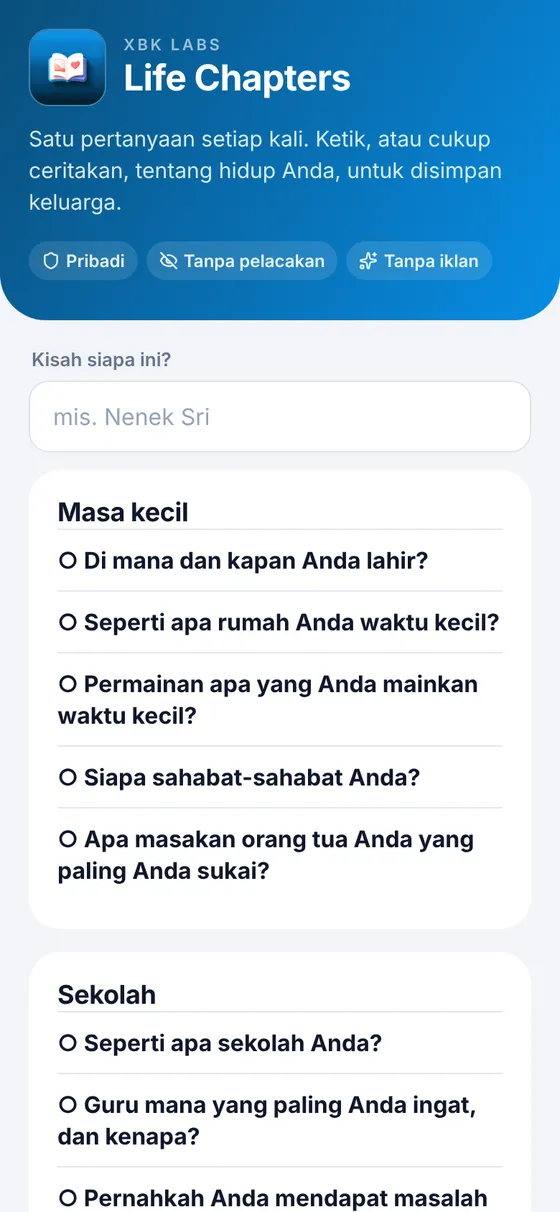 XBK LABS
Life Chapters
Satu pertanyaan setiap kali. Ketik, atau cukup
ceritakan, tentang hidup Anda, untuk disimpan
keluarga.
Pribadi
Tanpa pelacakan
Tanpa iklan
Kisah siapa ini?
mis. Nenek Sri
Masa kecil
Di mana dan kapan Anda lahir?
Seperti apa rumah Anda waktu kecil?
Permainan apa yang Anda mainkan
waktu kecil?
Siapa sahabat-sahabat Anda?
Apa masakan orang tua Anda yang
paling Anda sukai?
Sekolah
Seperti apa sekolah Anda?
Guru mana yang paling Anda ingat,
dan kenapa?
Pernahkah Anda mendapat masalah